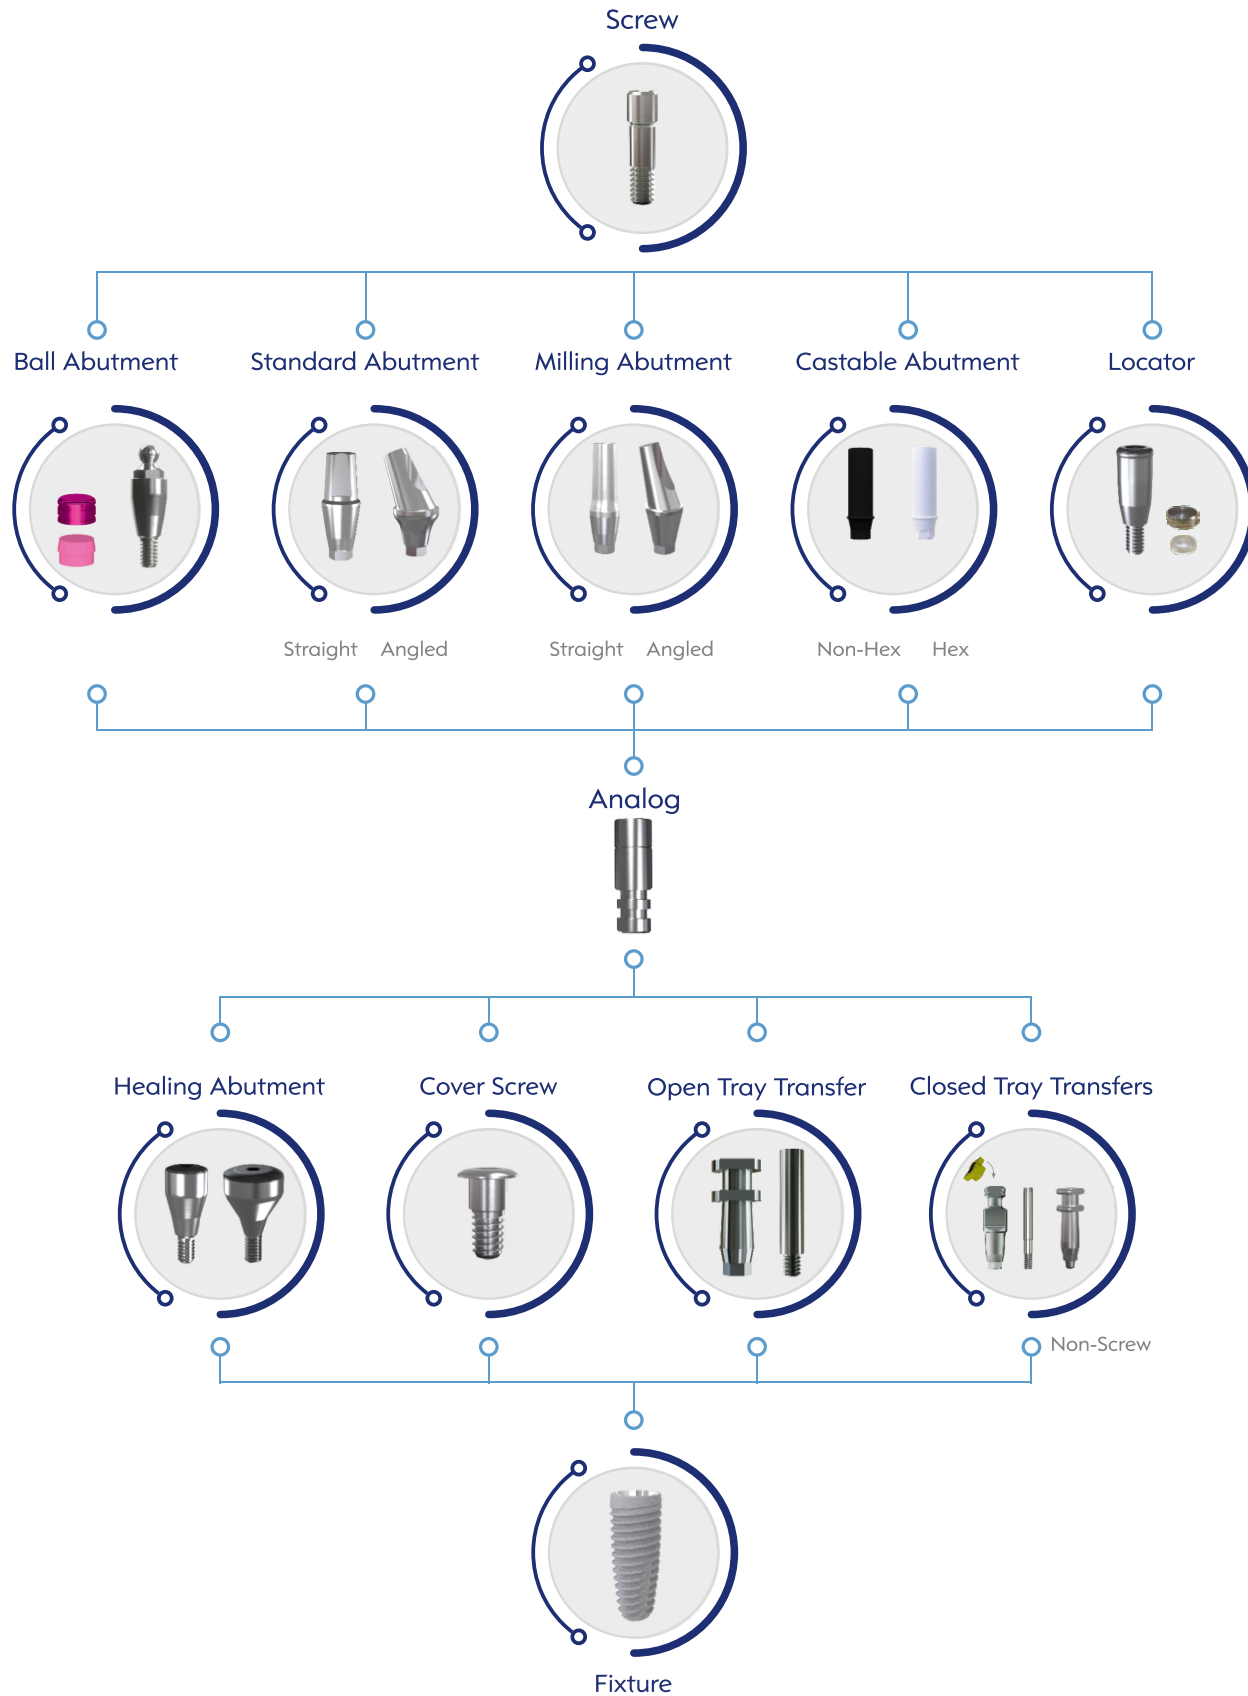 Screw
Ball Abutment
Standard Abutment
Milling Abutment
Castable Abutment
Locator
Straight Angled
Straight Angled
Non-Hex Hex
Analog
Healing Abutment
Cover Screw
Open Tray Transfer
Closed Tray Transfers
Non-Screw
Fixture